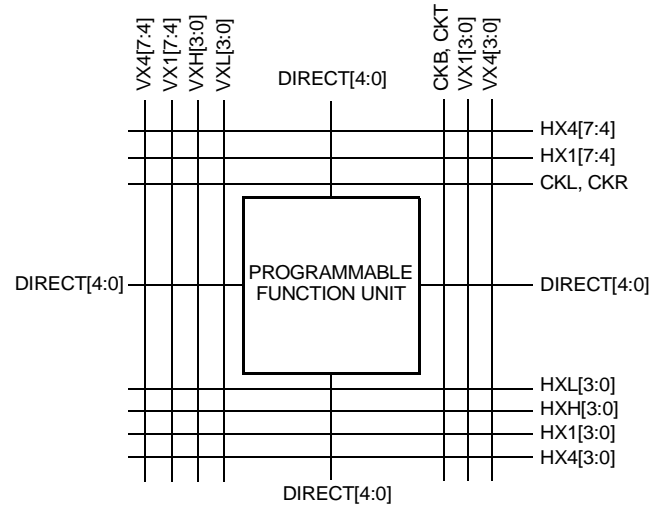 VX4[7:4]
VX1[7:4]
VXH[3:0]
VXL[3:0]
DIRECT[4:0]
CKB, CKT
VX1[3:0]
VX4[3:0]
HX4[7:4]
HX1[7:4]
CKL, CKR
DIRECT[4:0]
PROGRAMMABLE
FUNCTION UNIT
DIRECT[4:0]
HXL[3:0]
HXH[3:0]
HX1[3:0]
HX4[3:0]
DIRECT[4:0]